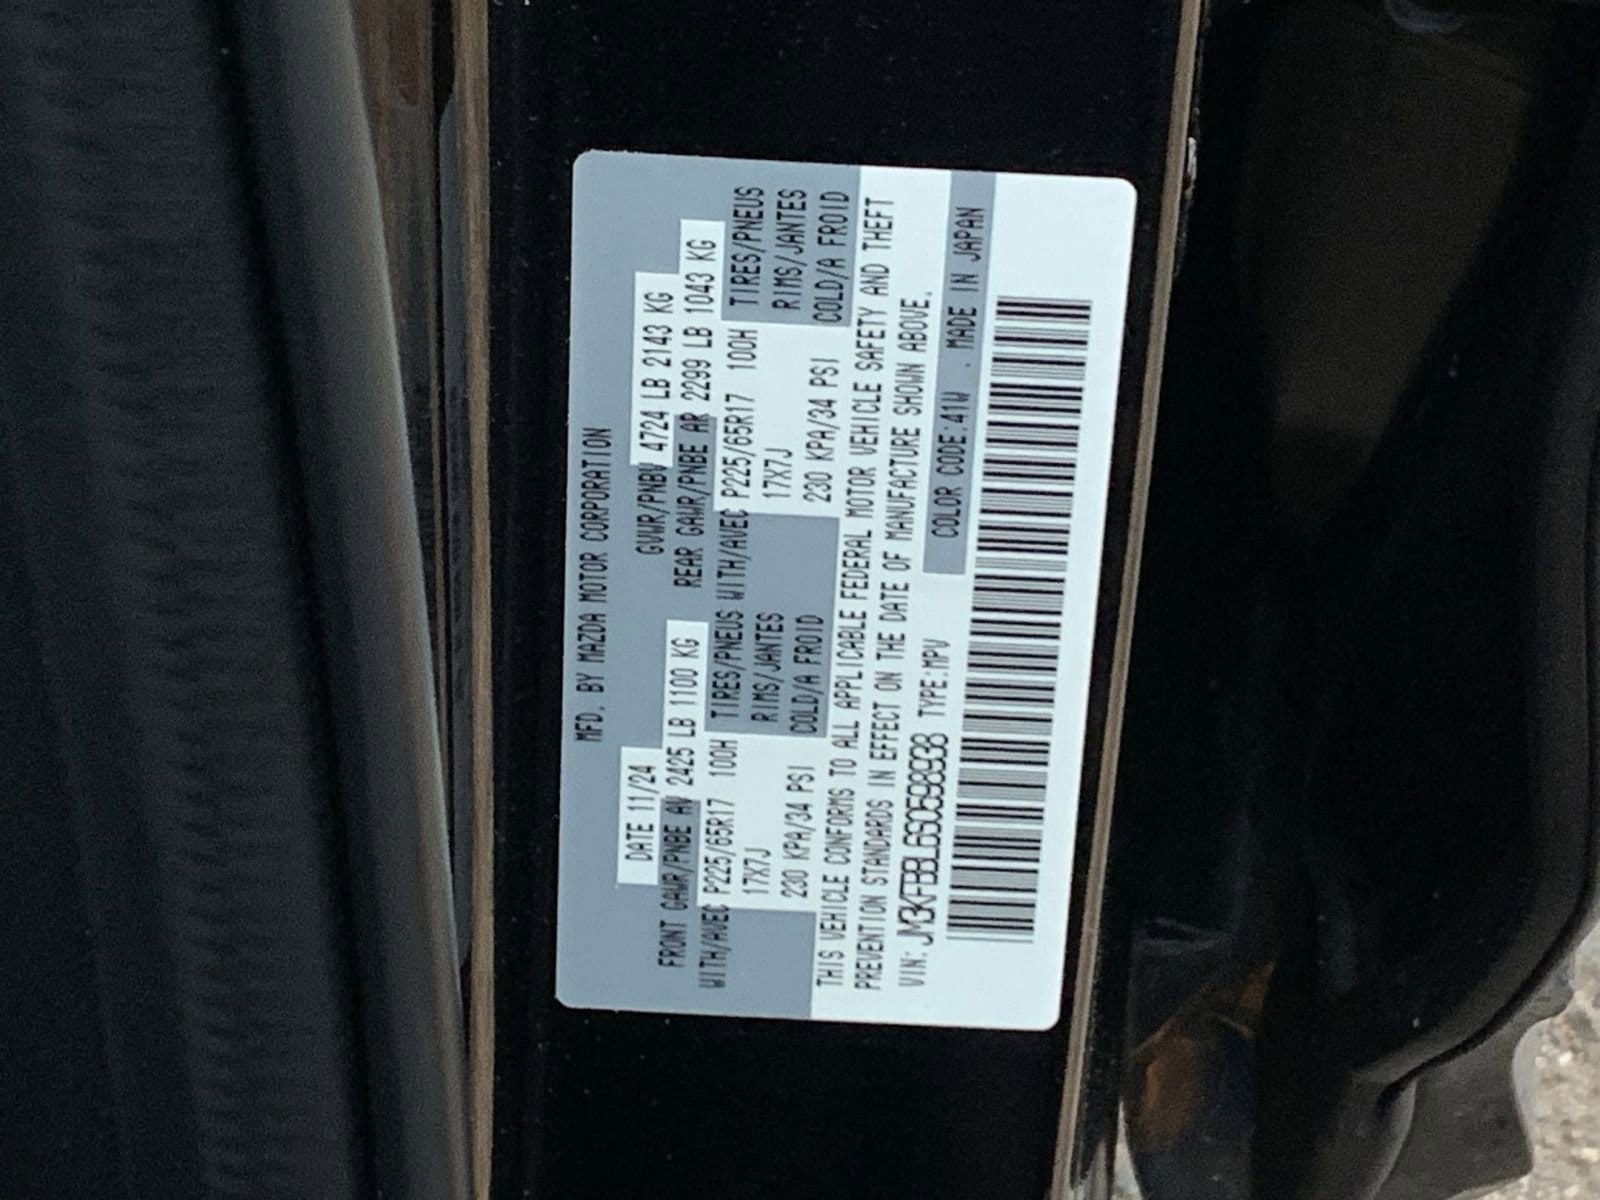 MFD. BY MAZDA MOTOR CORPORATION
DATE 11/24 GVWR/PNBV 4724 LB 2143 KG
FRONT GAWR/PNBE AV 2425 LB 1100 KG REAR GAWR/PNBE AR 2299 LB 1043 KG
WITH/AVEC P225/65R17 100H TIRES/PNEUS WITH/AVEC P225/65R17 100H TIRES/PNEUS
17X7J RIMS/JANTES 17X7J RIMS/JANTES
230 KPA/34 PSI COLD/A FROID 230 KPA/34 PSI COLD/A FROID
THIS VEHICLE CONFORMS TO ALL APPLICABLE FEDERAL MOTOR VEHICLE SAFETY AND THEFT
PREVENTION STANDARDS IN EFFECT ON THE DATE OF MANUFACTURE SHOWN ABOVE.
VIN: JM3KFBBL6S0598938 TYPE:MPV COLOR CODE:41W . MADE IN JAPAN